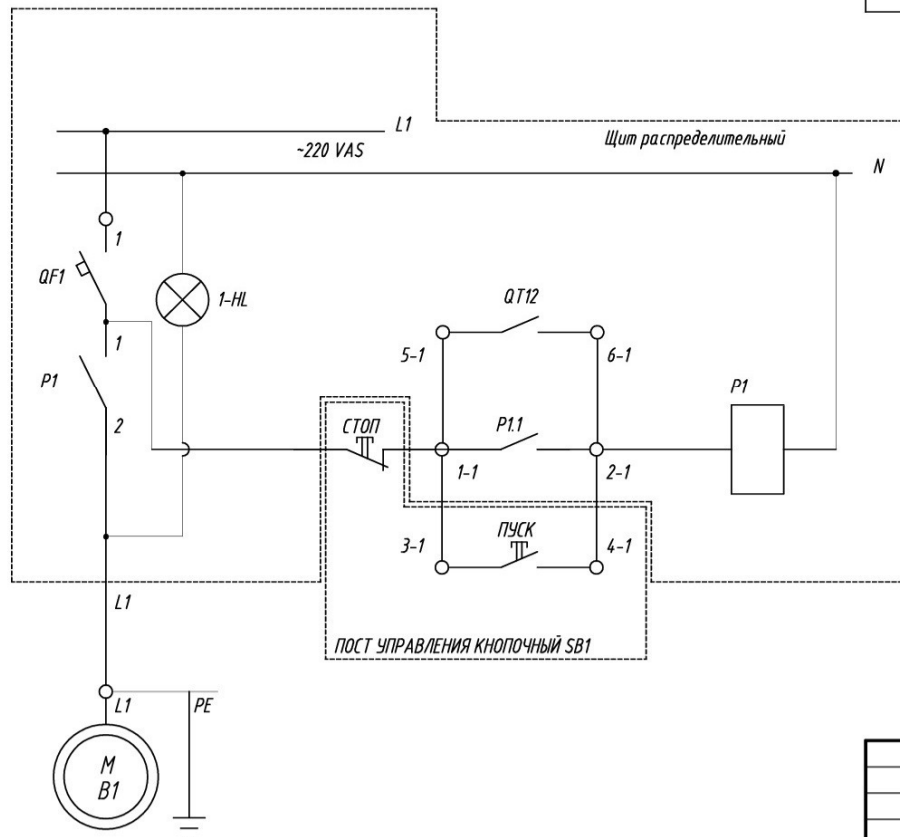 L1
~220 VAS
Щит распределительный
N
1
QF1
1-HL
QT12
1
5-1
6-1
P1
P1
2
СТОП
P1.1
1-1
2-1
3-1
ПУСК
4-1
L1
ПОСТ УПРАВЛЕНИЯ КНОПОЧНЫЙ SB1
L1
PE
M
B1